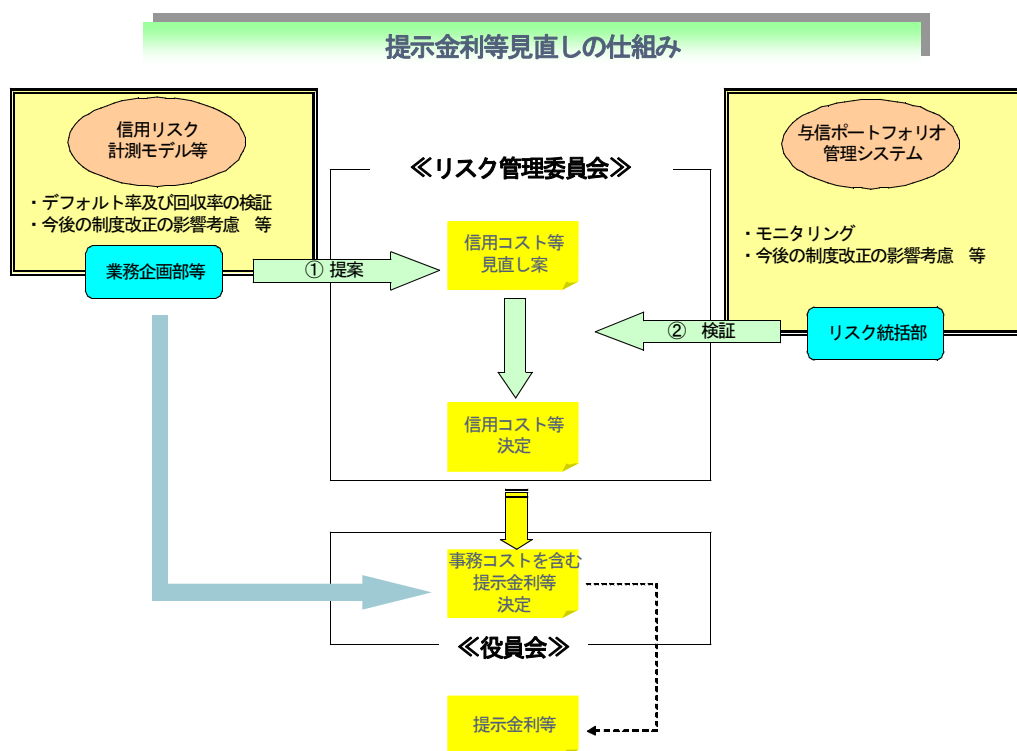 提示金利等見直しの仕組み
信用リスク
計測モデル等
・デフォルト率及び回収率の検証
・今後の制度改正の影響考慮　等
業務企画部等
① 提案
≪リスク管理委員会≫
信用コスト等
見直し案
与信ポートフォリオ
管理システム
・モニタリング
・今後の制度改正の影響考慮　等
②　検証
リスク統括部
信用コスト等
決定
事務コストを含む
提示金利等
決定
≪役員会≫
提示金利等